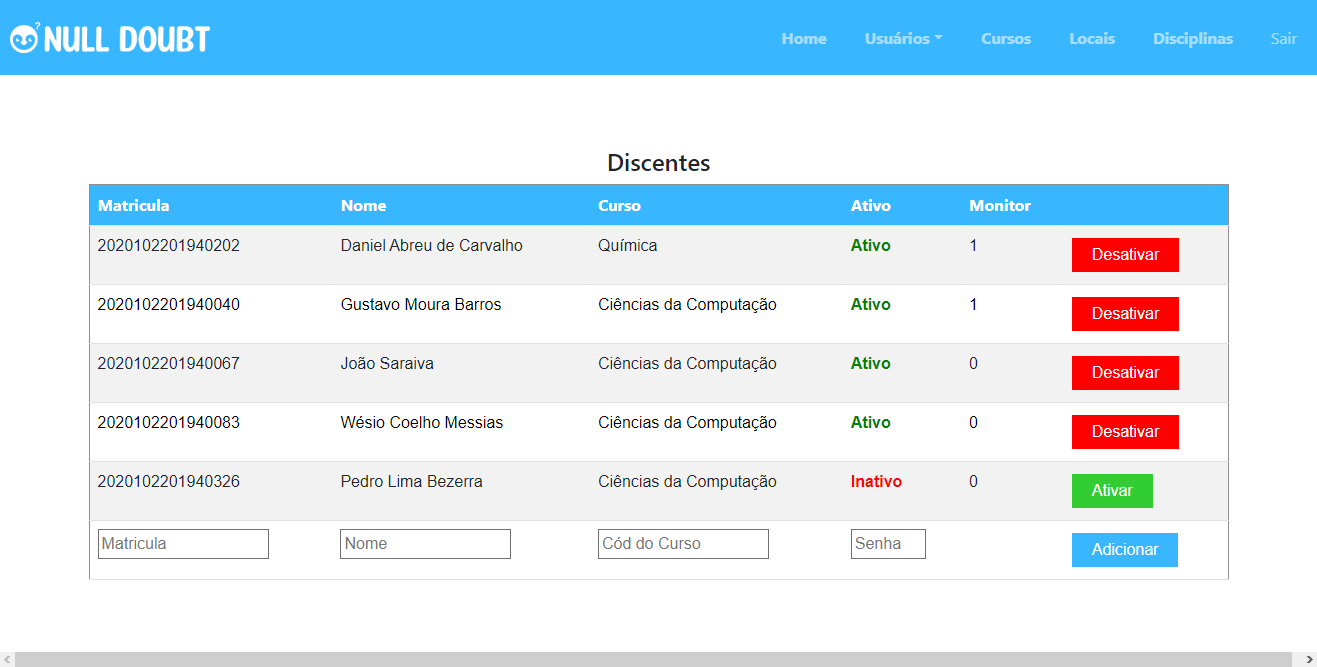 ? NULL DOUBT Home Usuários Cursos Locais Disciplinas Sair
Discentes
Matricula Nome Curso Ativo Monitor
2020102201940202 Daniel Abreu de Carvalho Química Ativo 1 Desativar
2020102201940040 Gustavo Moura Barros Ciências da Computação Ativo 1 Desativar
2020102201940067 João Saraiva Ciências da Computação Ativo 0 Desativar
2020102201940083 Wésio Coelho Messias Ciências da Computação Ativo 0 Desativar
2020102201940326 Pedro Lima Bezerra Ciências da Computação Inativo 0 Ativar
Matricula Nome Cód do Curso Senha Adicionar